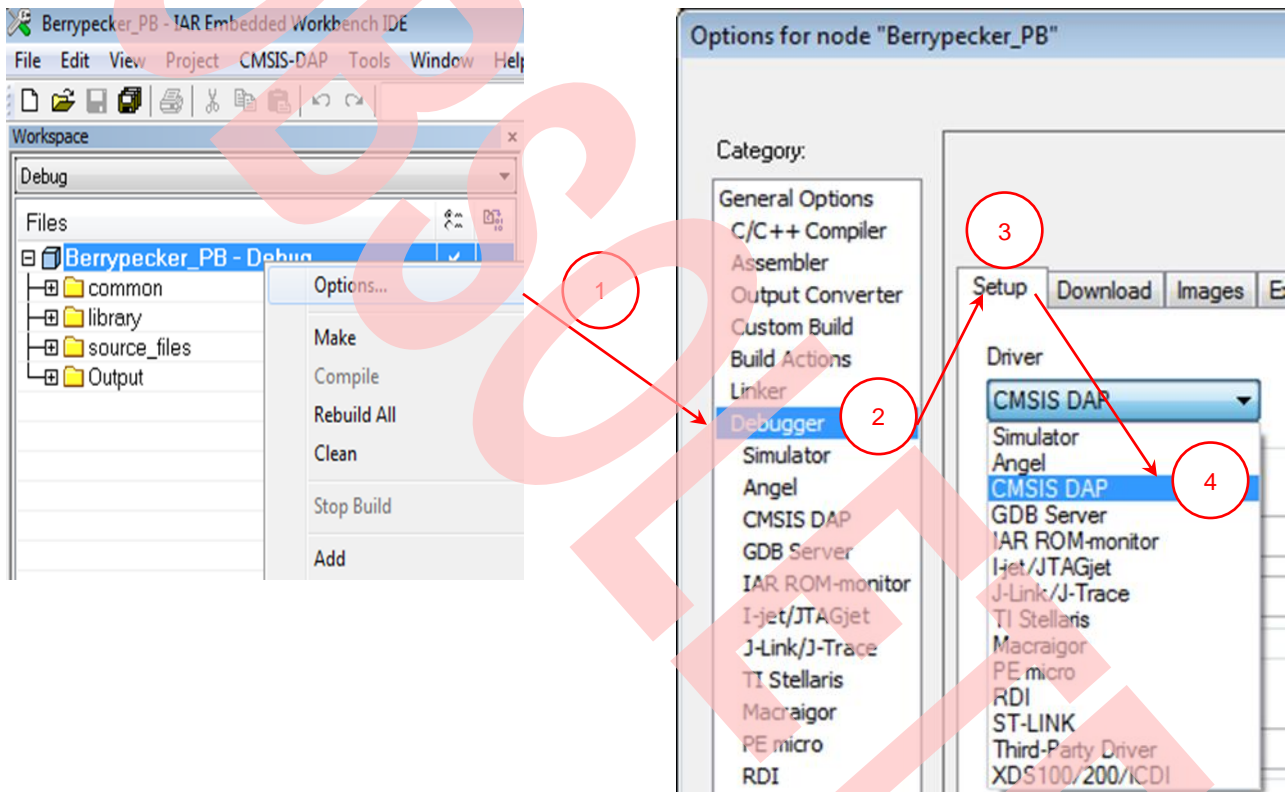 Berrypecker_PB - IAR Embedded Workbench IDE
File Edit View Project CMSIS-DAP Tools Window Help
Workspace
Debug
Files
Berrypecker_PB - Debug
common
library
source_files
Output
Options...
Make
Compile
Rebuild All
Clean
Stop Build
Add
1
Options for node "Berrypecker_PB"
Category:
General Options
C/C++ Compiler
Assembler
Output Converter
Custom Build
Build Actions
Linker
Debugger
Simulator
Angel
CMSIS DAP
GDB Server
IAR ROM-monitor
I-jet/JTAGjet
J-Link/J-Trace
TI Stellaris
Macraigor
PE micro
RDI
2
3
Setup Download Images
Driver
CMSIS DAP
Simulator
Angel
CMSIS DAP
GDB Server
IAR ROM-monitor
I-jet/JTAGjet
J-Link/J-Trace
TI Stellaris
Macraigor
PE micro
RDI
ST-LINK
Third-Party Driver
XDS100/200/ICDI
4